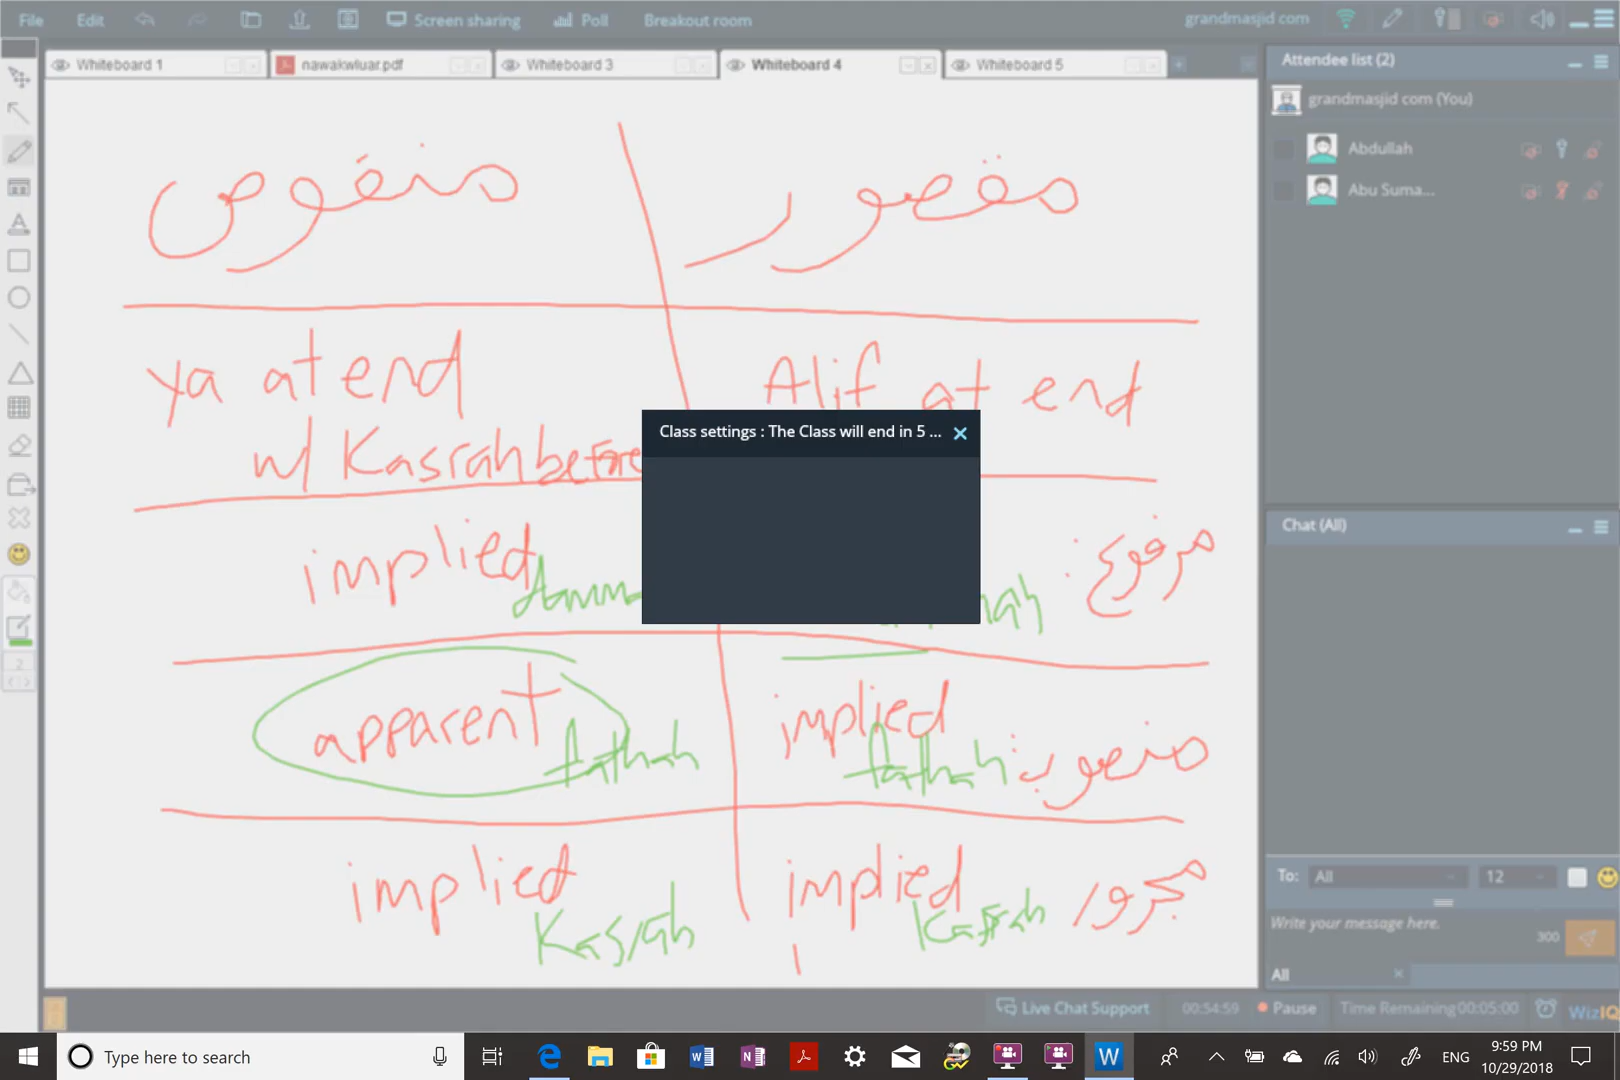 File Edit Screen sharing Poll Breakout room grandmasjid com
Whiteboard 1 nawakwluar.pdf Whiteboard 3 Whiteboard 4 Whiteboard 5
Attendee list (2)
grandmasjid com (You)
Abdullah
Abu Suma...
منقوص
مقصور
ya at end
w/ Kasrah before
Alif at end
Class settings : The Class will end in 5 ...
implied
مرفوع:
apparent fathah
implied fathah
منصوب:
implied Kasrah
implied Kasrah
مجرور
2
Chat (All)
To: All 12
Write your message here.
300
All
Live Chat Support 00:54:59 Pause Time Remaining 00:05:00 WizIQ
Type here to search
ENG
9:59 PM
10/29/2018